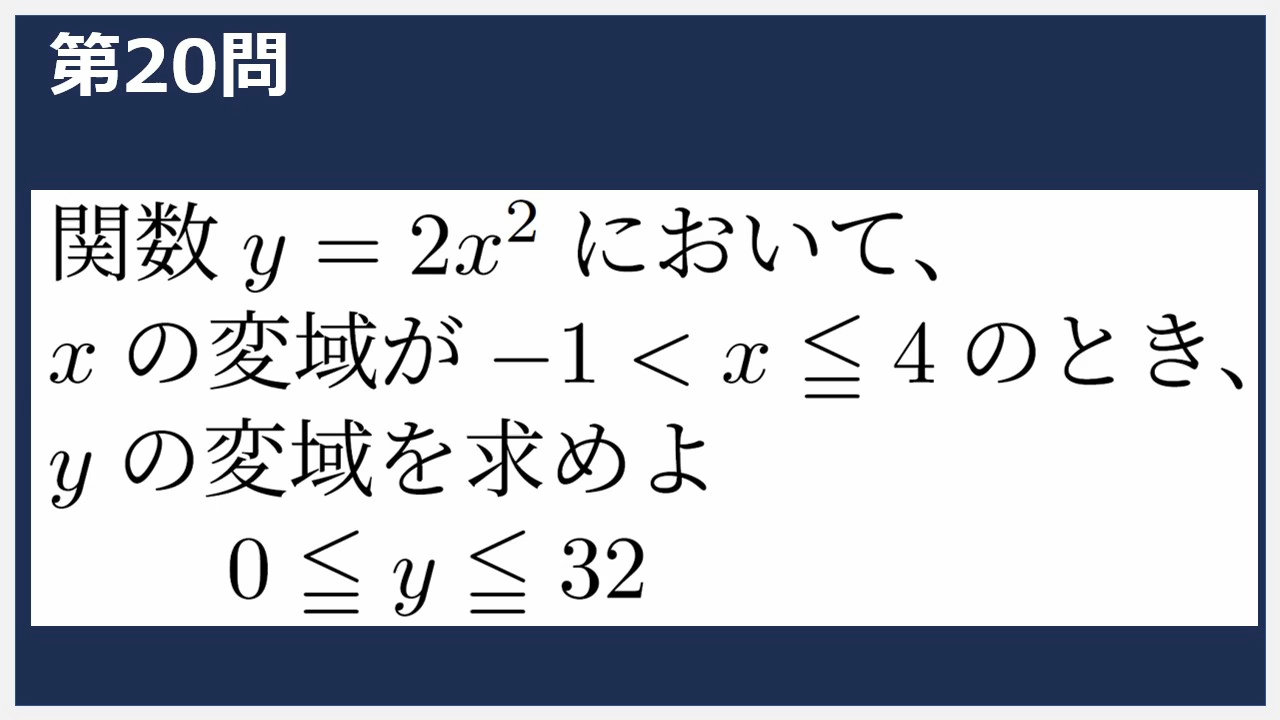 第20問
関数 y = 2x² において、
x の変域が −1 < x ≦ 4 のとき、
y の変域を求めよ
0 ≦ y ≦ 32